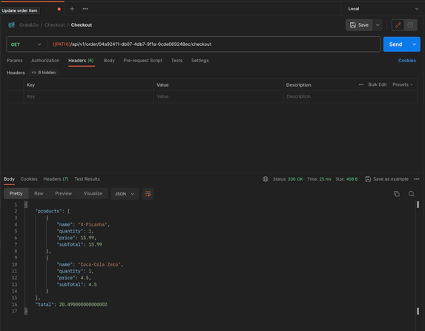 Update order item
Local
Grab&Go / Checkout / Checkout
Save
GET
{{PATH}}/api/v1/order/04a92411-db07-4db7-9f1a-0cde003248ec/checkout
Send
Params Authorization Headers (6) Body Pre-request Script Tests Settings Cookies
Headers 6 hidden
Key Value Description Bulk Edit Presets
Key Value Description
Body Cookies Headers (7) Test Results
Status: 200 OK Time: 25 ms Size: 408 B Save as example
Pretty Raw Preview Visualize JSON
1 {
2 "products": [
3 {
4 "name": "X-Picanha",
5 "quantity": 1,
6 "price": 15.99,
7 "subtotal": 15.99
8 },
9 {
10 "name": "Coca-Cola Zero",
11 "quantity": 1,
12 "price": 4.5,
13 "subtotal": 4.5
14 }
15 ],
16 "total": 20.490000000000002
17 }